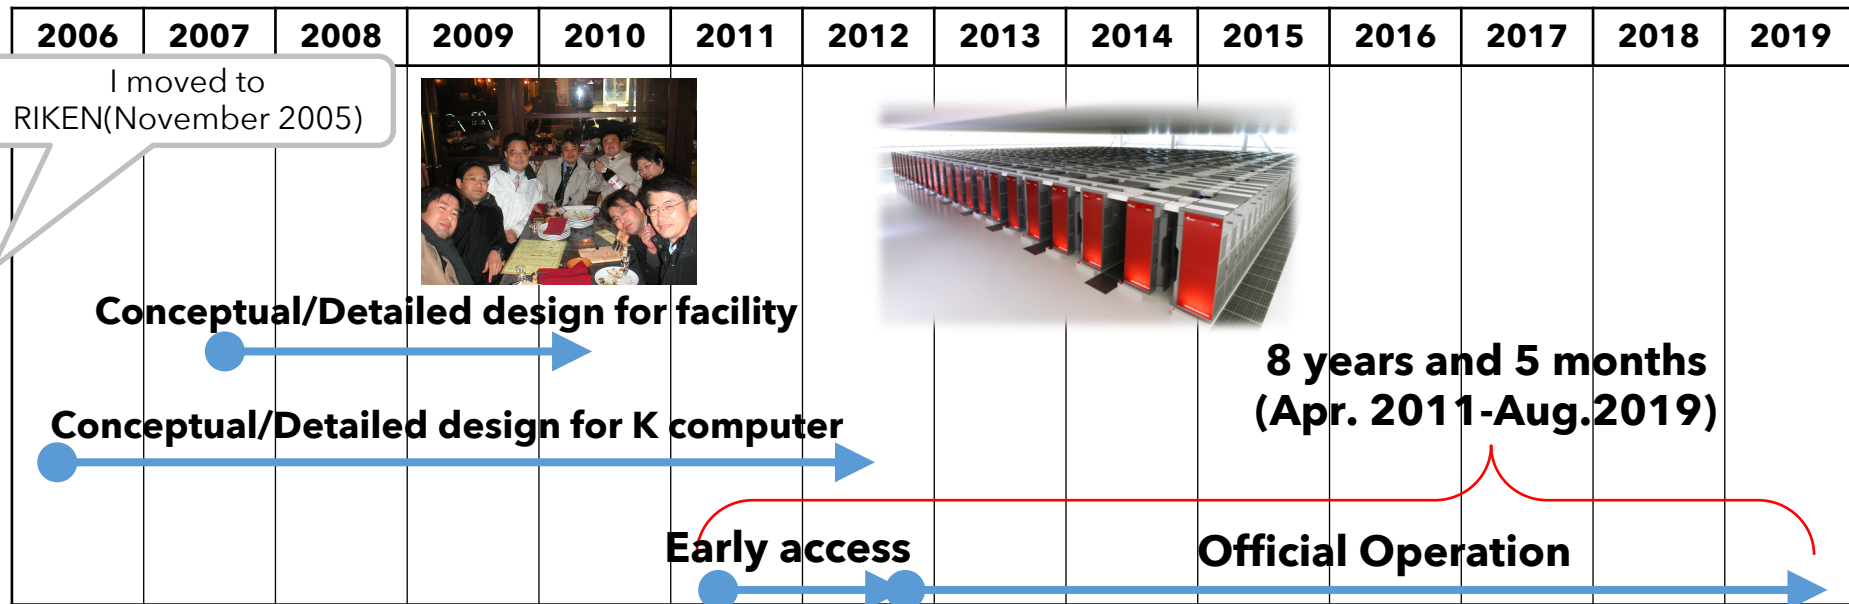 2006 2007 2008 2009 2010 2011 2012 2013 2014 2015 2016 2017 2018 2019
I moved to
RIKEN(November 2005)
Conceptual/Detailed design for facility
8 years and 5 months
(Apr. 2011-Aug.2019)
Conceptual/Detailed design for K computer
Early access
Official Operation